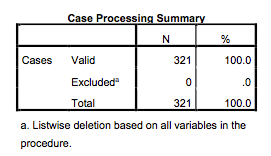 Case Processing Summary
N %
Cases Valid 321 100.0
Excludedᵃ 0 .0
Total 321 100.0
a. Listwise deletion based on all variables in the
procedure.